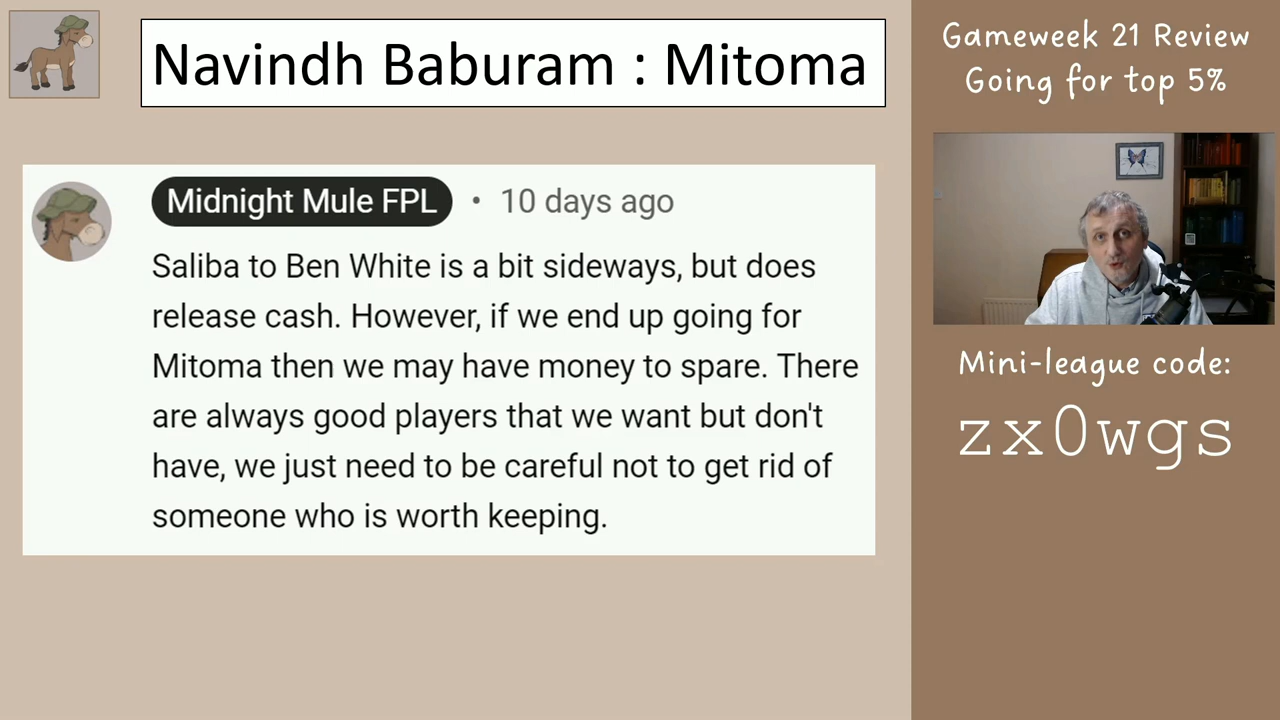 Navindh Baburam : Mitoma
Midnight Mule FPL • 10 days ago
Saliba to Ben White is a bit sideways, but does
release cash. However, if we end up going for
Mitoma then we may have money to spare. There
are always good players that we want but don't
have, we just need to be careful not to get rid of
someone who is worth keeping.
Gameweek 21 Review
Going for top 5%
Mini-league code:
zx0wgs